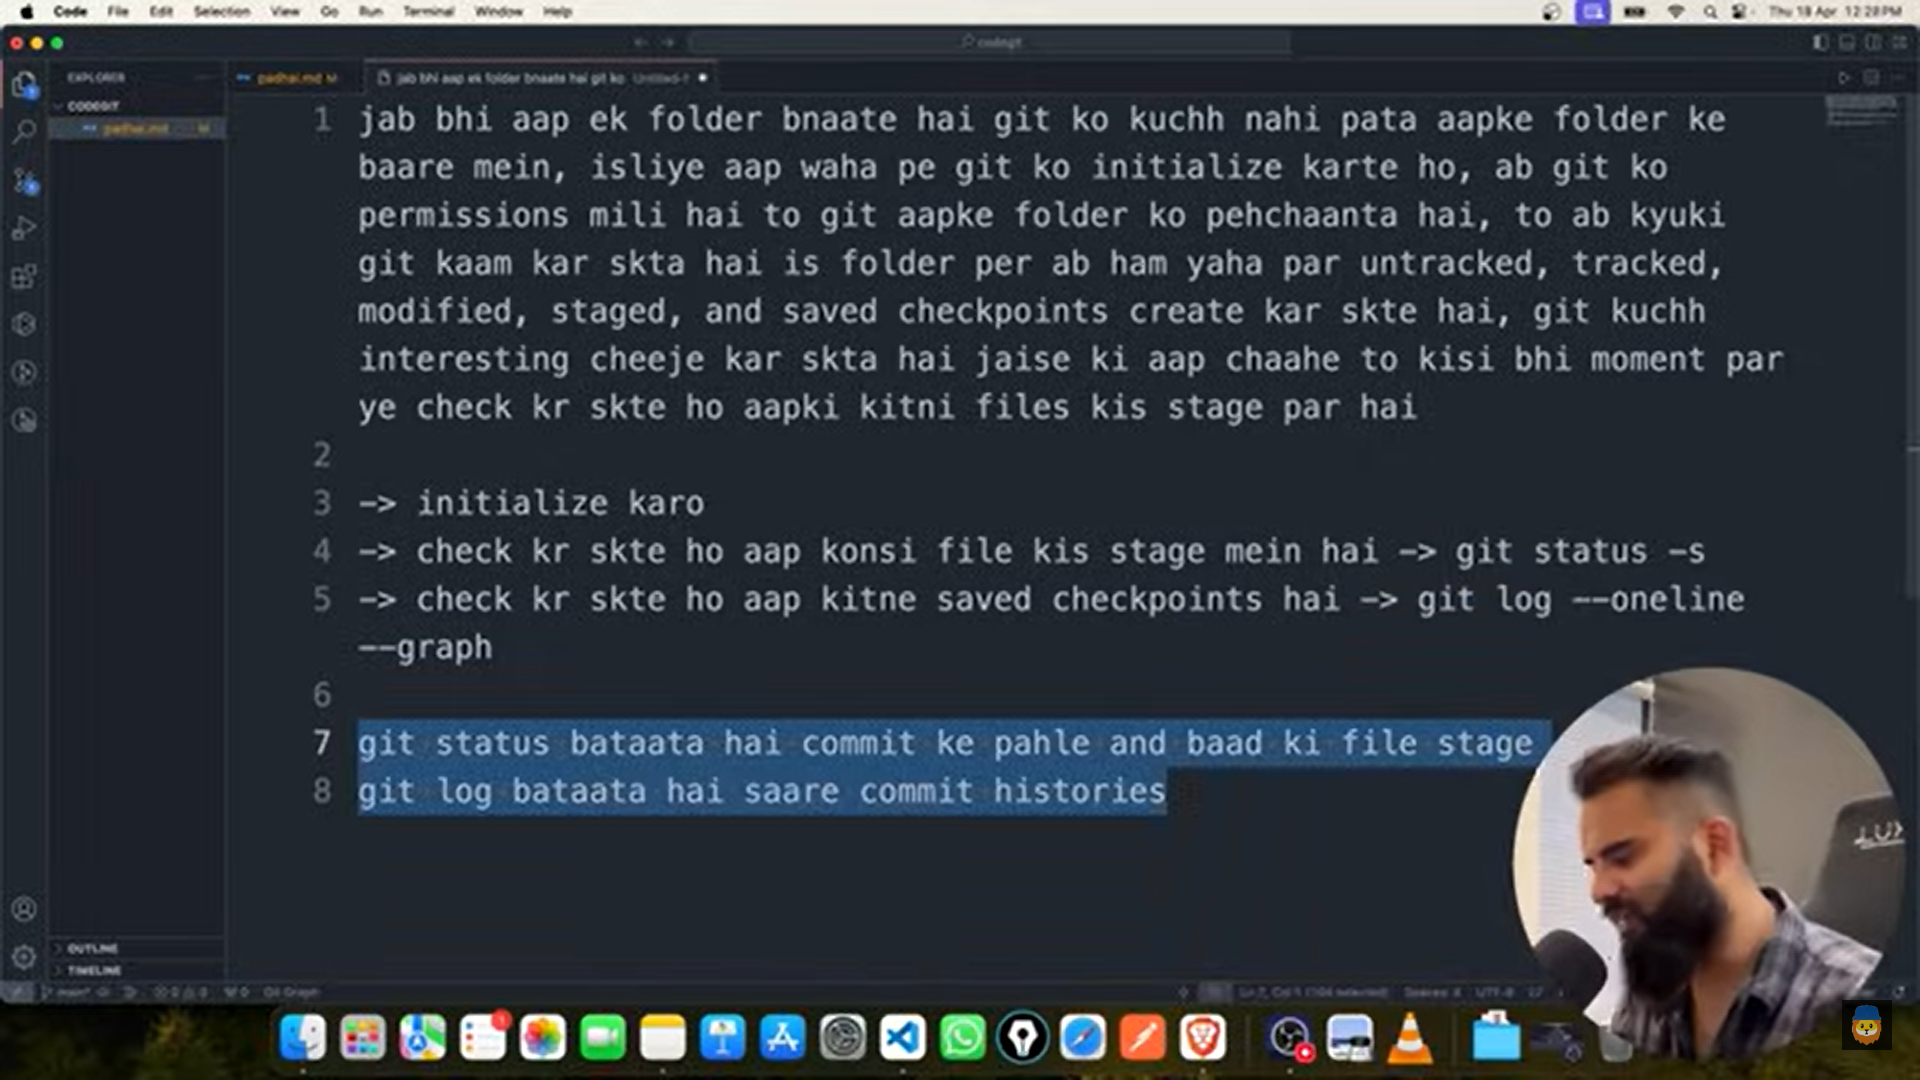 Code File Edit Selection View Go Run Terminal Window Help Thu 18 Apr 12:28 PM
codegit
EXPLORER
padhai.md M
jab bhi aap ek folder bnaate hai git ko Untitled-1
CODEGIT
padhai.md M
1 jab bhi aap ek folder bnaate hai git ko kuchh nahi pata aapke folder ke
baare mein, isliye aap waha pe git ko initialize karte ho, ab git ko
permissions mili hai to git aapke folder ko pehchaanta hai, to ab kyuki
git kaam kar skta hai is folder per ab ham yaha par untracked, tracked,
modified, staged, and saved checkpoints create kar skte hai, git kuchh
interesting cheeje kar skta hai jaise ki aap chaahe to kisi bhi moment par
ye check kr skte ho aapki kitni files kis stage par hai
2
3 -> initialize karo
4 -> check kr skte ho aap konsi file kis stage mein hai -> git status -s
5 -> check kr skte ho aap kitne saved checkpoints hai -> git log --oneline
--graph
6
7 git status bataata hai commit ke pahle and baad ki file stage
8 git log bataata hai saare commit histories
OUTLINE
TIMELINE
main* Git Graph
UTF-8